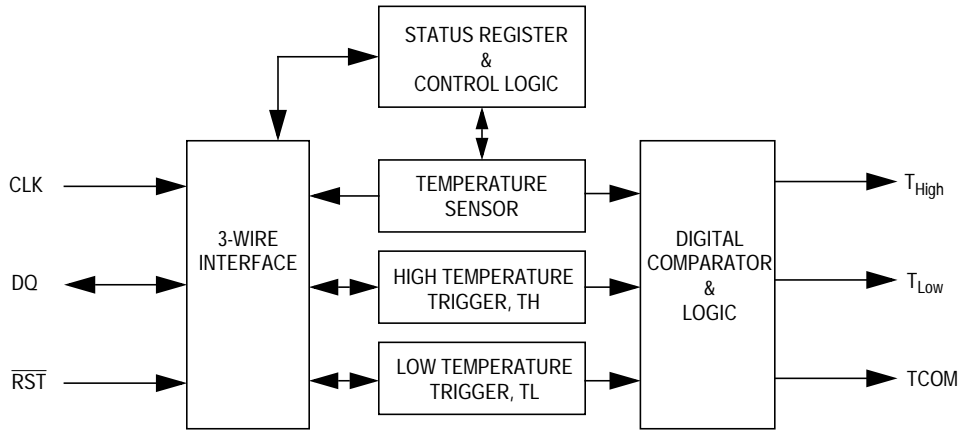 STATUS REGISTER
&
CONTROL LOGIC
CLK
DQ
RST
3-WIRE
INTERFACE
TEMPERATURE
SENSOR
HIGH TEMPERATURE
TRIGGER, TH
LOW TEMPERATURE
TRIGGER, TL
DIGITAL
COMPARATOR
&
LOGIC
THigh
TLow
TCOM